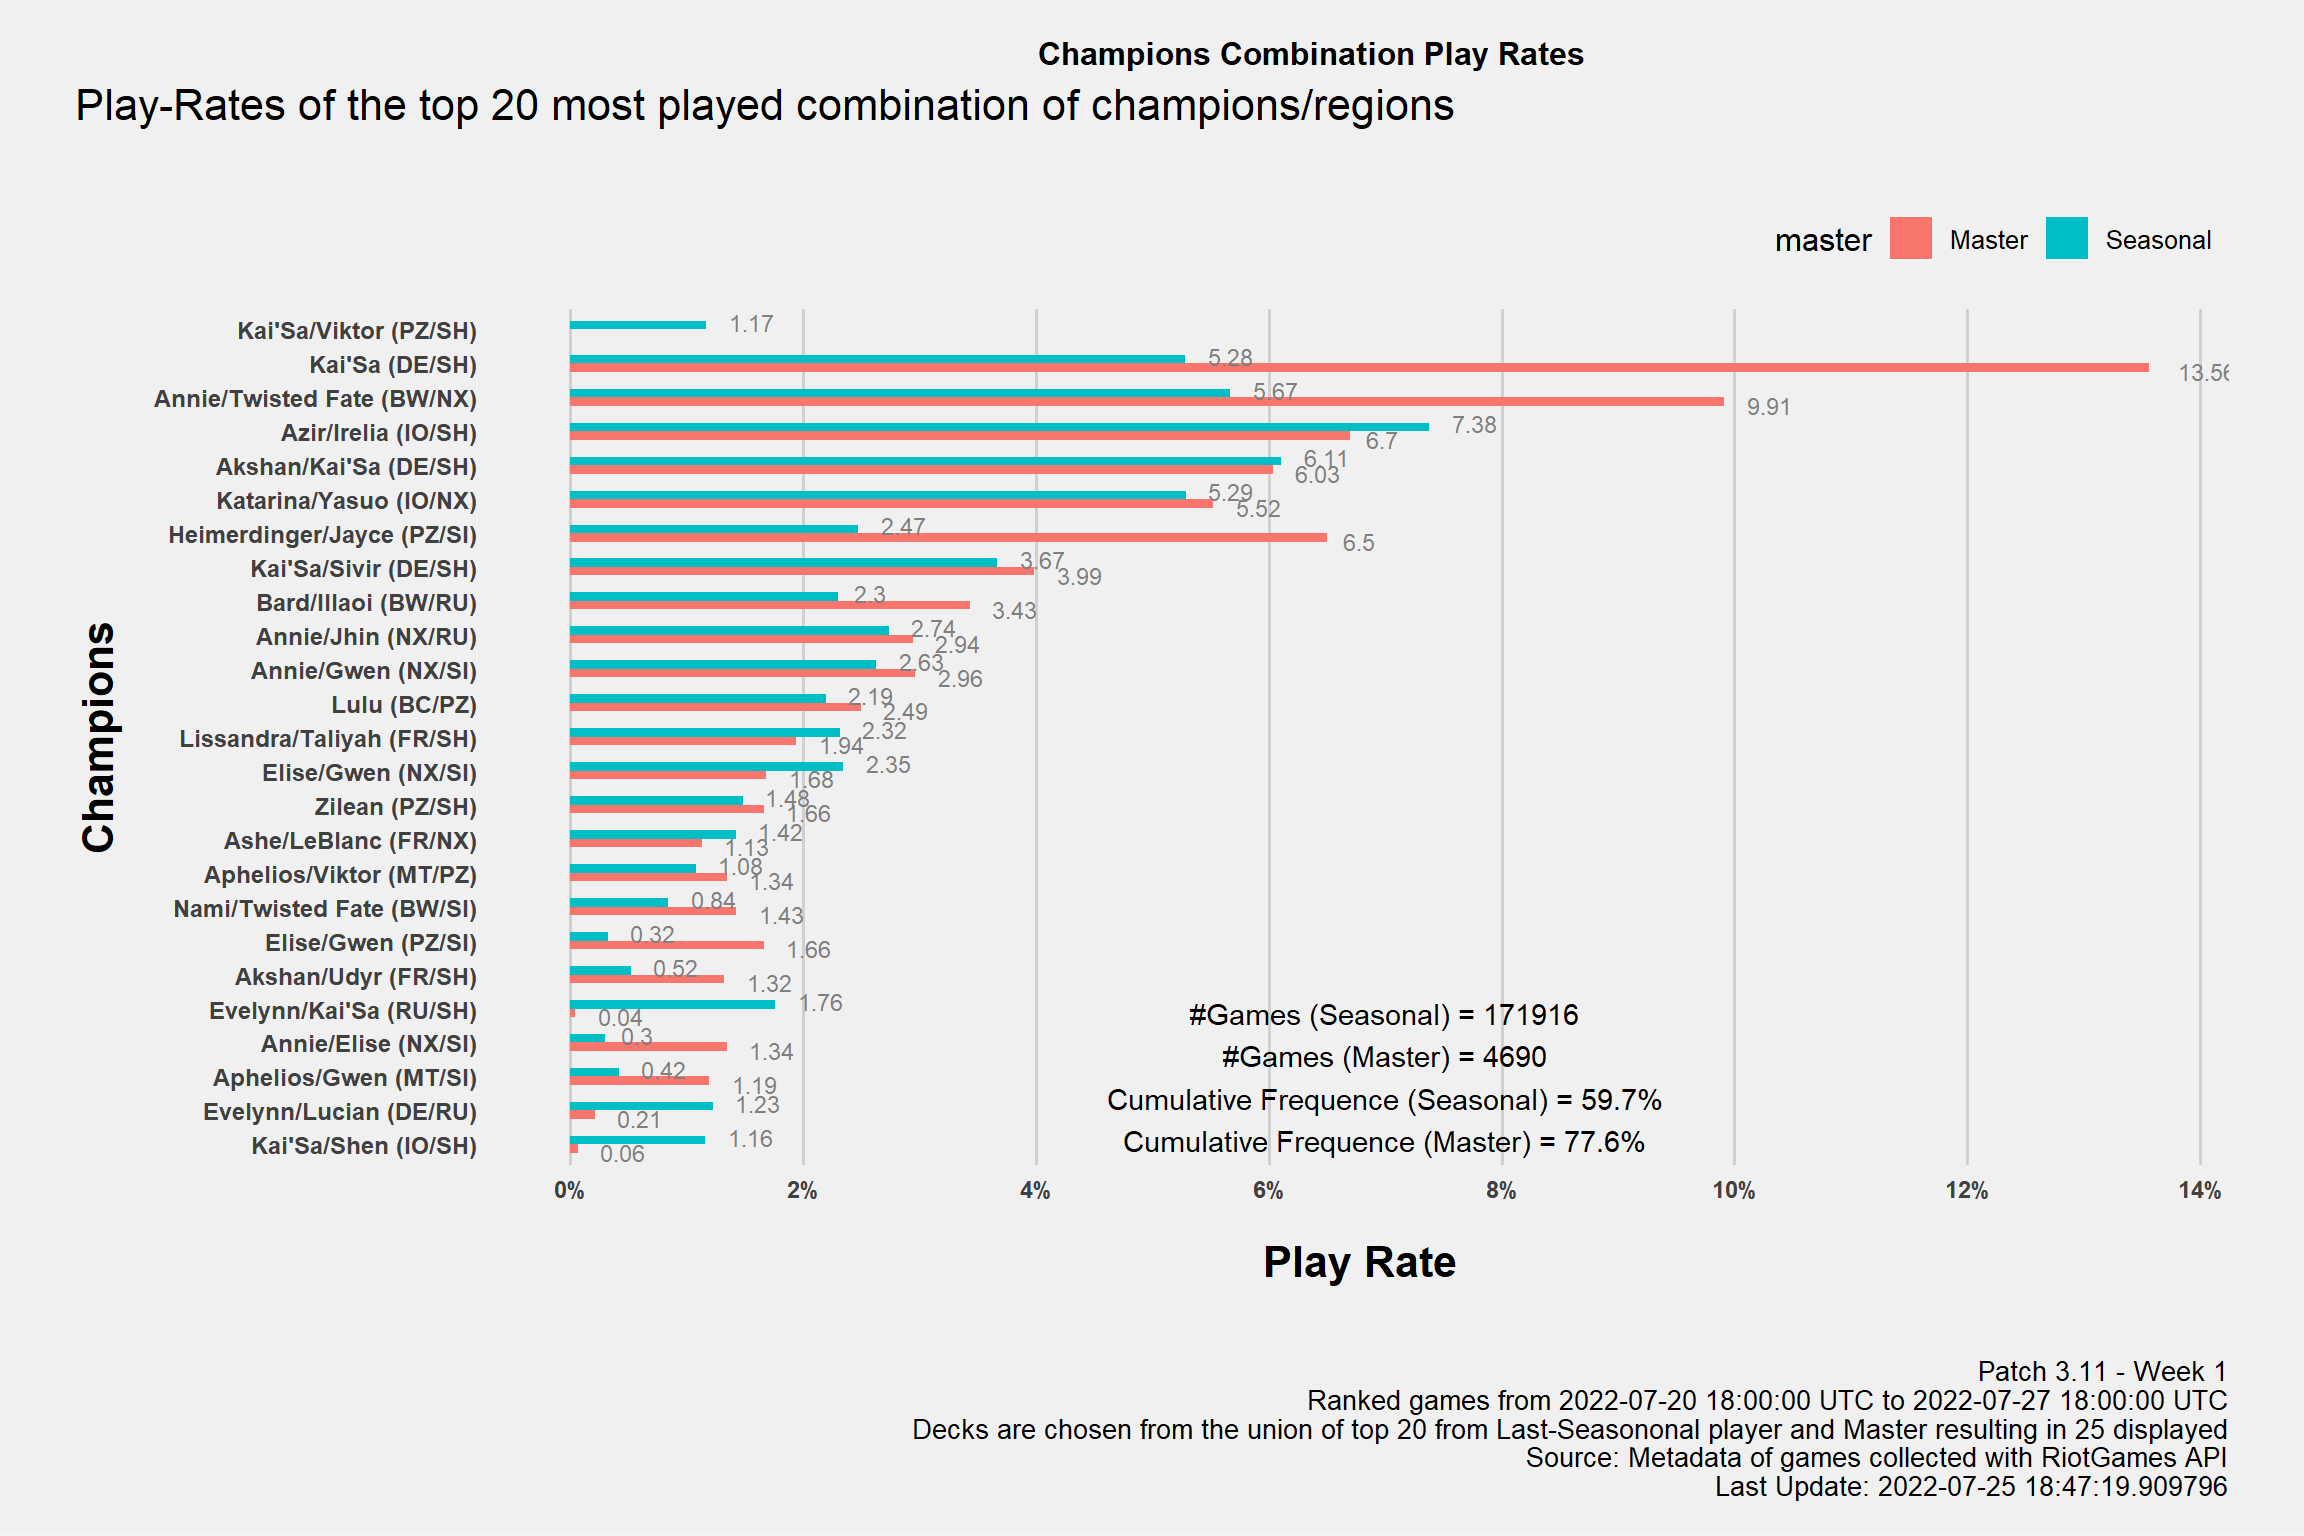 Champions Combination Play Rates
Play-Rates of the top 20 most played combination of champions/regions
master Master Seasonal
Champions
Kai'Sa/Viktor (PZ/SH) 1.17
Kai'Sa (DE/SH) 5.28 13.56
Annie/Twisted Fate (BW/NX) 5.67 9.91
Azir/Irelia (IO/SH) 7.38 6.7
Akshan/Kai'Sa (DE/SH) 6.11 6.03
Katarina/Yasuo (IO/NX) 5.29 5.52
Heimerdinger/Jayce (PZ/SI) 2.47 6.5
Kai'Sa/Sivir (DE/SH) 3.67 3.99
Bard/Illaoi (BW/RU) 2.3 3.43
Annie/Jhin (NX/RU) 2.74 2.94
Annie/Gwen (NX/SI) 2.63 2.96
Lulu (BC/PZ) 2.19 2.49
Lissandra/Taliyah (FR/SH) 2.32 1.94
Elise/Gwen (NX/SI) 2.35 1.68
Zilean (PZ/SH) 1.48 1.66
Ashe/LeBlanc (FR/NX) 1.42 1.13
Aphelios/Viktor (MT/PZ) 1.08 1.34
Nami/Twisted Fate (BW/SI) 0.84 1.43
Elise/Gwen (PZ/SI) 0.32 1.66
Akshan/Udyr (FR/SH) 0.52 1.32
Evelynn/Kai'Sa (RU/SH) 1.76 0.04
Annie/Elise (NX/SI) 0.3 1.34
Aphelios/Gwen (MT/SI) 0.42 1.19
Evelynn/Lucian (DE/RU) 1.23 0.21
Kai'Sa/Shen (IO/SH) 1.16 0.06
#Games (Seasonal) = 171916
#Games (Master) = 4690
Cumulative Frequence (Seasonal) = 59.7%
Cumulative Frequence (Master) = 77.6%
0% 2% 4% 6% 8% 10% 12% 14%
Play Rate
Patch 3.11 - Week 1
Ranked games from 2022-07-20 18:00:00 UTC to 2022-07-27 18:00:00 UTC
Decks are chosen from the union of top 20 from Last-Seasononal player and Master resulting in 25 displayed
Source: Metadata of games collected with RiotGames API
Last Update: 2022-07-25 18:47:19.909796